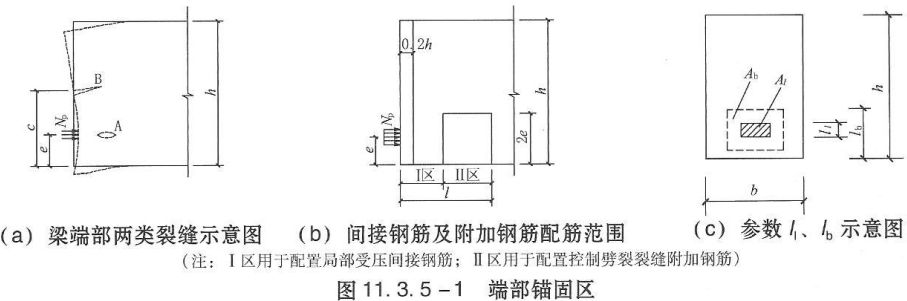 B
A
N_p
c
e
h
0.2h
N_p
e
2e
h
Ⅰ区
Ⅱ区
l
A_b
A_l
l_l
l_b
h
b
(a) 梁端部两类裂缝示意图
(b) 间接钢筋及附加钢筋配筋范围
(c) 参数 l_l、l_b 示意图
(注：Ⅰ区用于配置局部受压间接钢筋；Ⅱ区用于配置控制劈裂裂缝附加钢筋)
图 11.3.5-1 端部锚固区